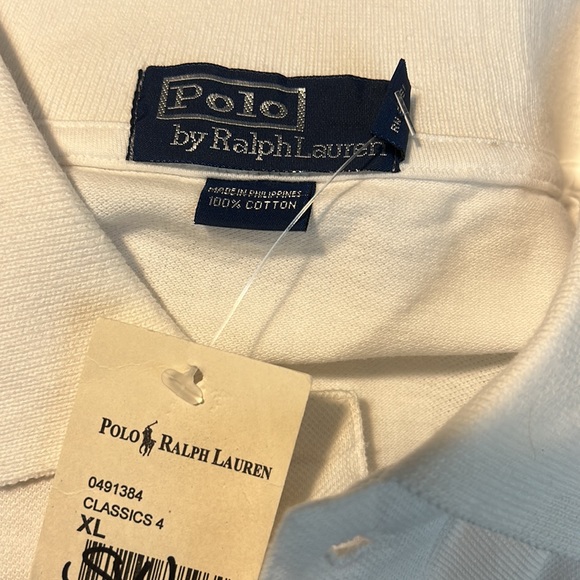 Polo
by Ralph Lauren
MADE IN PHILIPPINES
100% COTTON
POLO RALPH LAUREN
0491384
CLASSICS 4
XL